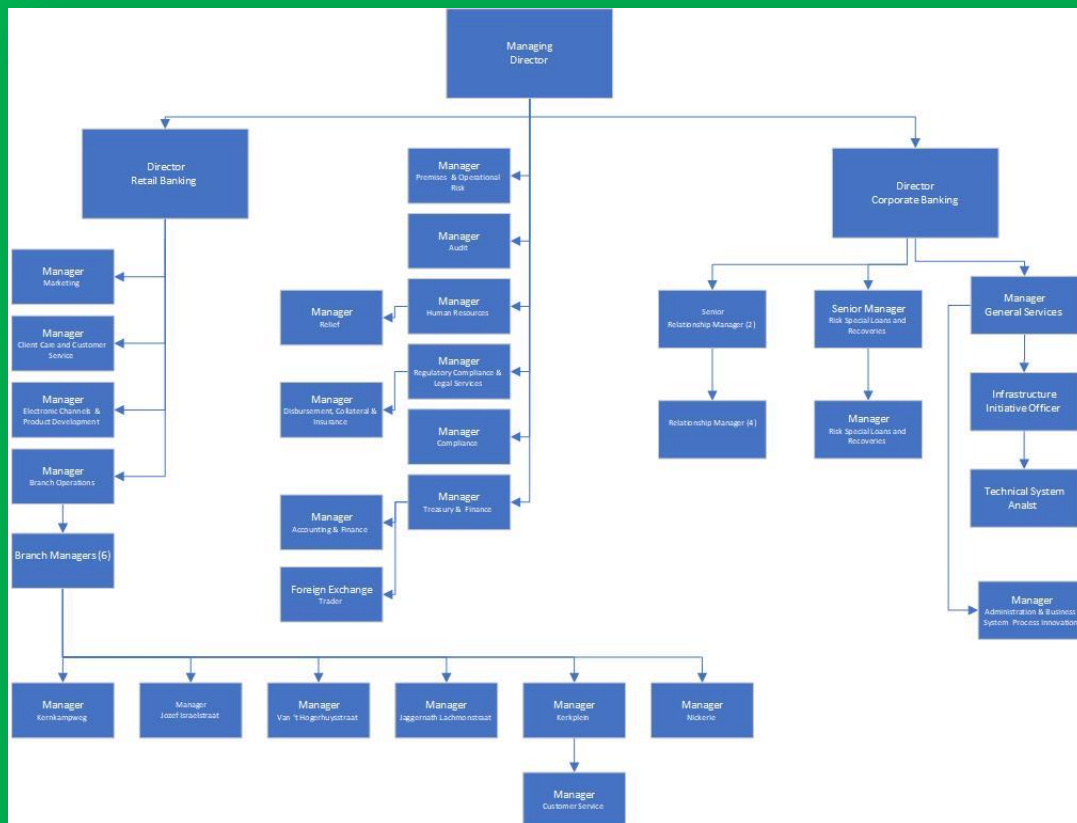 Managing
Director
Director
Retail Banking
Manager
Premises & Operational
Risk
Director
Corporate Banking
Manager
Audit
Manager
Marketing
Manager
Human Resources
Manager
Relief
Senior
Relationship Manager (2)
Senior Manager
Risk Special Loans and
Recoveries
Manager
General Services
Manager
Client Care and Customer
Service
Manager
Regulatory Compliance &
Legal Services
Manager
Disbursement, Collateral &
Insurance
Manager
Electronic Channels &
Product Development
Manager
Compliance
Relationship Manager (4)
Manager
Risk Special Loans and
Recoveries
Infrastructure
Initiative Officer
Manager
Branch Operations
Manager
Treasury & Finance
Technical System
Analst
Manager
Accounting & Finance
Branch Managers (6)
Foreign Exchange
Trader
Manager
Administration & Business
System Process Innovation
Manager
Kernkampweg
Manager
Jozef Israelstraat
Manager
Van 't Hogerhuysstraat
Manager
Jaggernath Lachmonstraat
Manager
Kerkplein
Manager
Nickerie
Manager
Customer Service